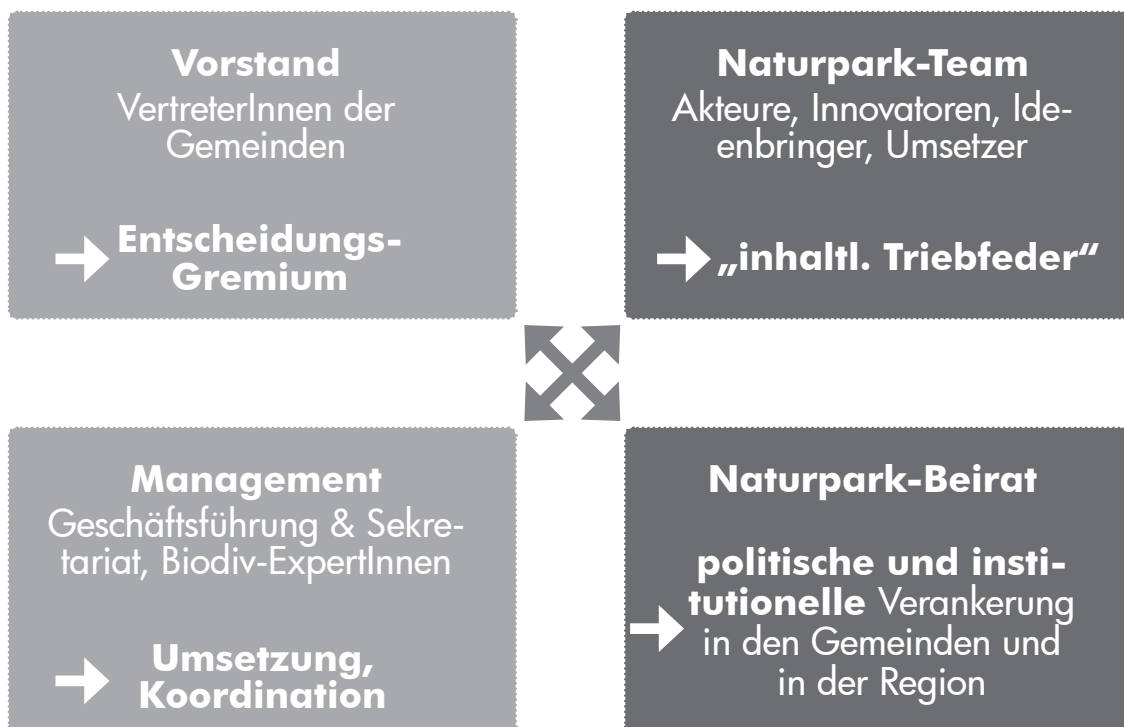 Vorstand
VertreterInnen der
Gemeinden
Entscheidungs-
Gremium
Naturpark-Team
Akteure, Innovatoren, Ide-
enbringer, Umsetzer
„inhaltl. Triebfeder“
Management
Geschäftsführung & Sekre-
tariat, Biodiv-ExpertInnen
Umsetzung,
Koordination
Naturpark-Beirat
politische und insti-
tutionelle Verankerung
in den Gemeinden und
in der Region